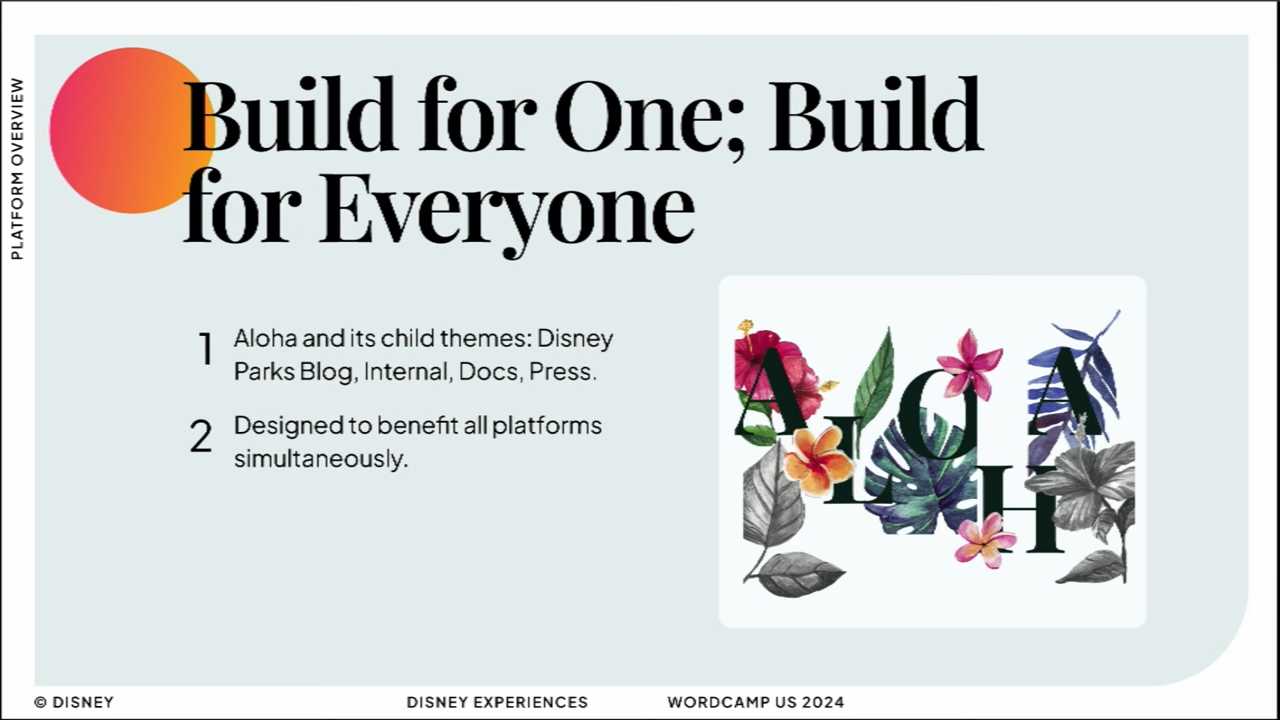 PLATFORM OVERVIEW
Build for One; Build
for Everyone
1 Aloha and its child themes: Disney
Parks Blog, Internal, Docs, Press.
2 Designed to benefit all platforms
simultaneously.
ALOHA
© DISNEY
DISNEY EXPERIENCES
WORDCAMP US 2024